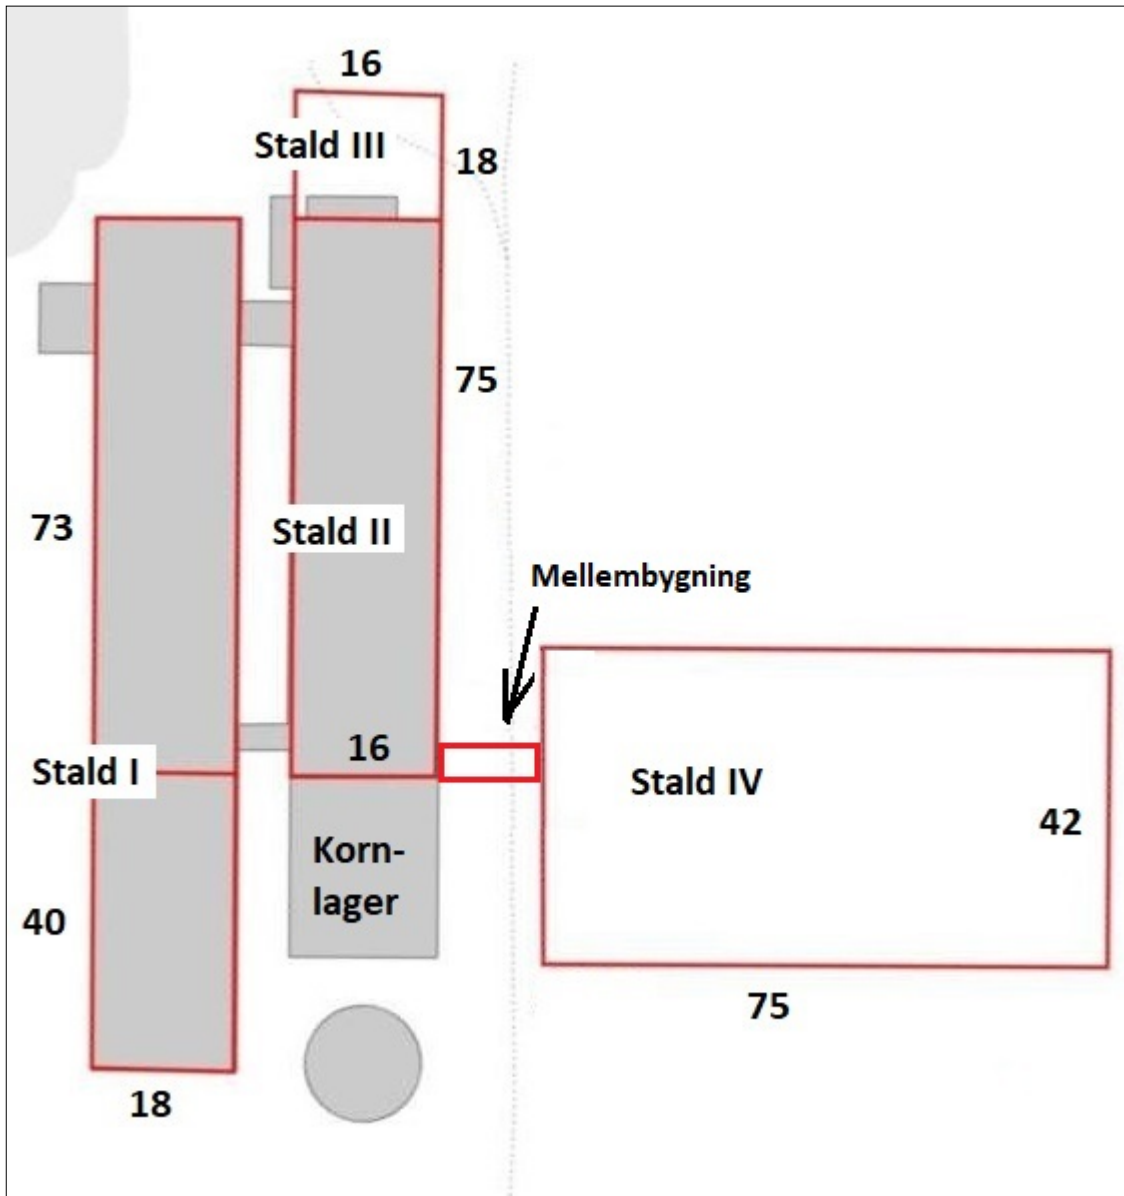 16
Stald III
18
75
73
Stald II
Mellembygning
16
Stald I
Stald IV
42
Korn-
lager
40
75
18